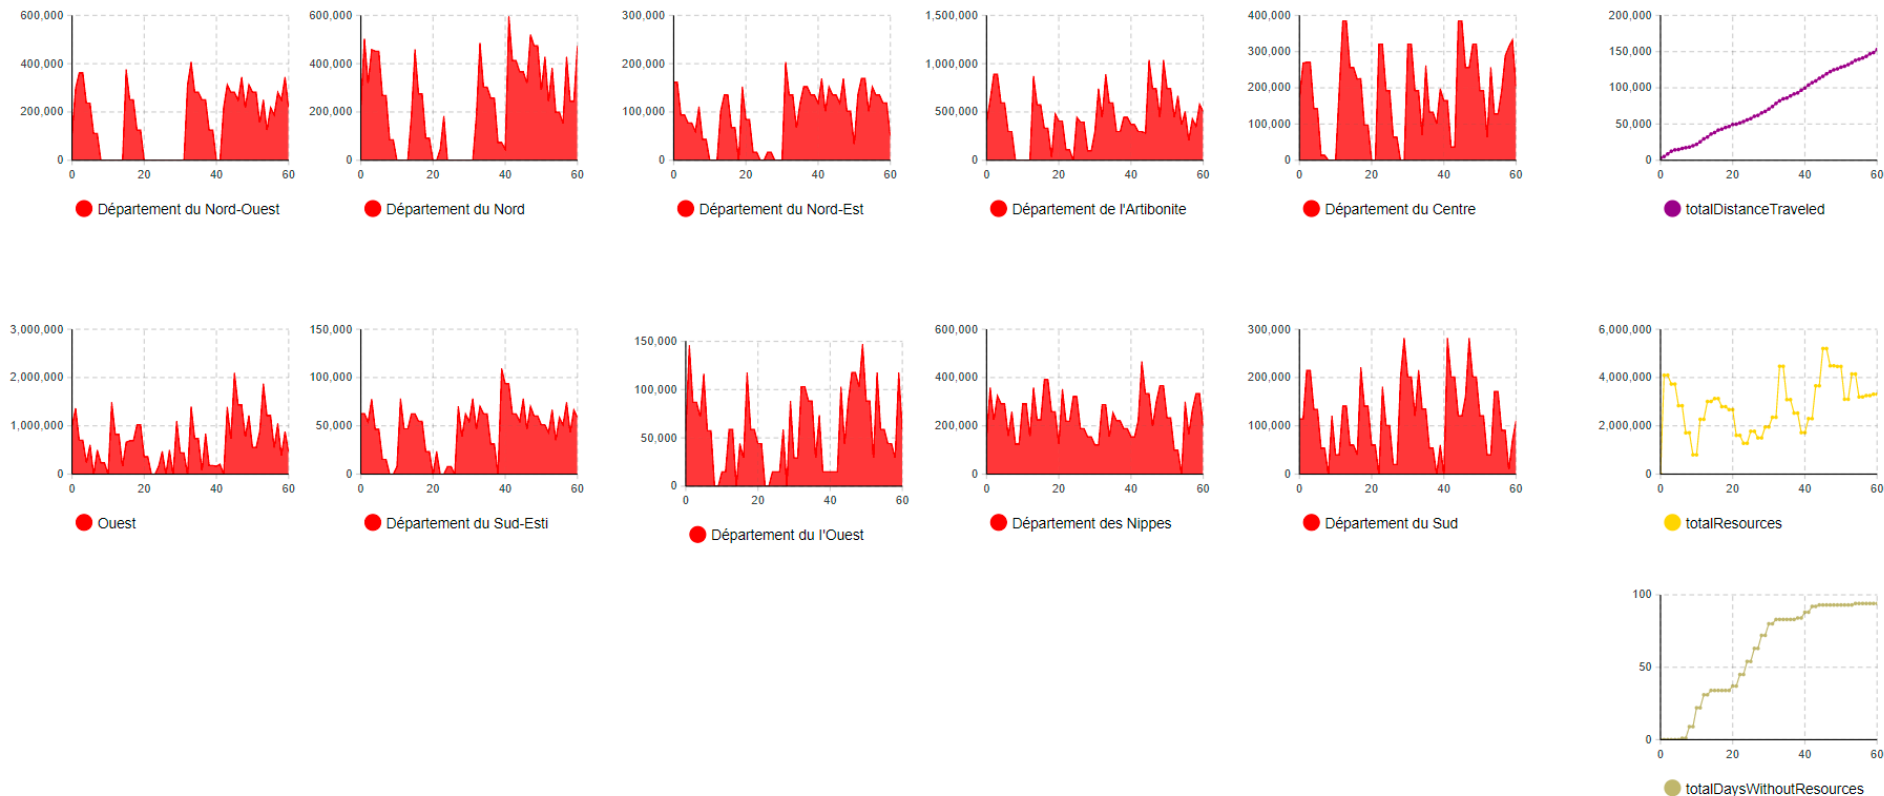 600,000
400,000
200,000
0
0 20 40 60
Département du Nord-Ouest
600,000
400,000
200,000
0
0 20 40 60
Département du Nord
300,000
200,000
100,000
0
0 20 40 60
Département du Nord-Est
1,500,000
1,000,000
500,000
0
0 20 40 60
Département de l'Artibonite
400,000
300,000
200,000
100,000
0
0 20 40 60
Département du Centre
200,000
150,000
100,000
50,000
0
0 20 40 60
totalDistanceTraveled
3,000,000
2,000,000
1,000,000
0
0 20 40 60
Ouest
150,000
100,000
50,000
0
0 20 40 60
Département du Sud-Esti
150,000
100,000
50,000
0
0 20 40 60
Département du l'Ouest
600,000
400,000
200,000
0
0 20 40 60
Département des Nippes
300,000
200,000
100,000
0
0 20 40 60
Département du Sud
6,000,000
4,000,000
2,000,000
0
0 20 40 60
totalResources
100
50
0
0 20 40 60
totalDaysWithoutResources